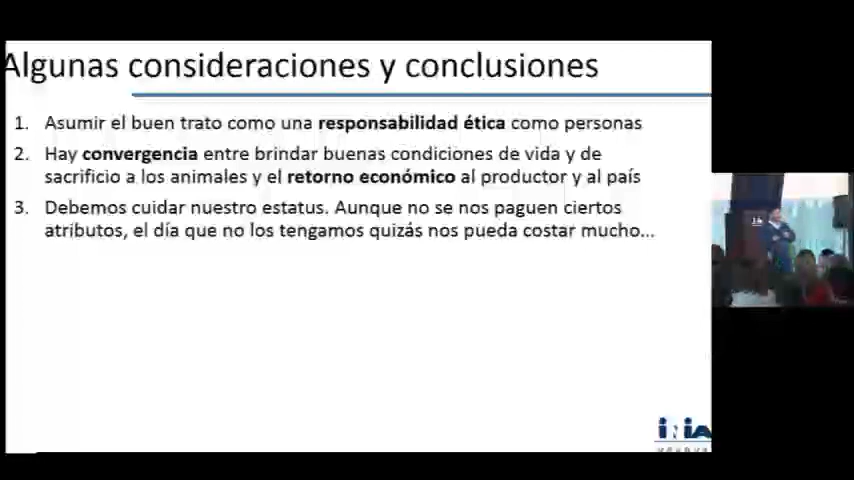 Algunas consideraciones y conclusiones
1. Asumir el buen trato como una responsabilidad ética como personas
2. Hay convergencia entre brindar buenas condiciones de vida y de
sacrificio a los animales y el retorno económico al productor y al país
3. Debemos cuidar nuestro estatus. Aunque no se nos paguen ciertos
atributos, el día que no los tengamos quizás nos pueda costar mucho...
inia